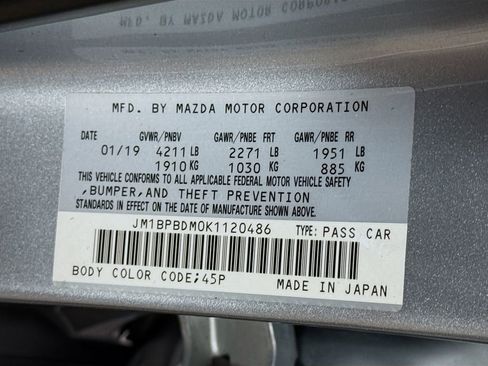 MFD. BY MAZDA MOTOR CORPORATION
DATE GVWR/PNBV GAWR/PNBE FRT GAWR/PNBE RR
01/19 4211 LB 2271 LB 1951 LB
1910 KG 1030 KG 885 KG
THIS VEHICLE CONFORMS TO ALL APPLICABLE FEDERAL MOTOR VEHICLE SAFETY
,BUMPER,AND THEFT PREVENTION
STANDARDS IN EFFECT ON THE DATE OF MANUFACTURE SHOWN ABOVE.
JM1BPBDM0K1120486 TYPE: PASS CAR
BODY COLOR CODE;45P MADE IN JAPAN